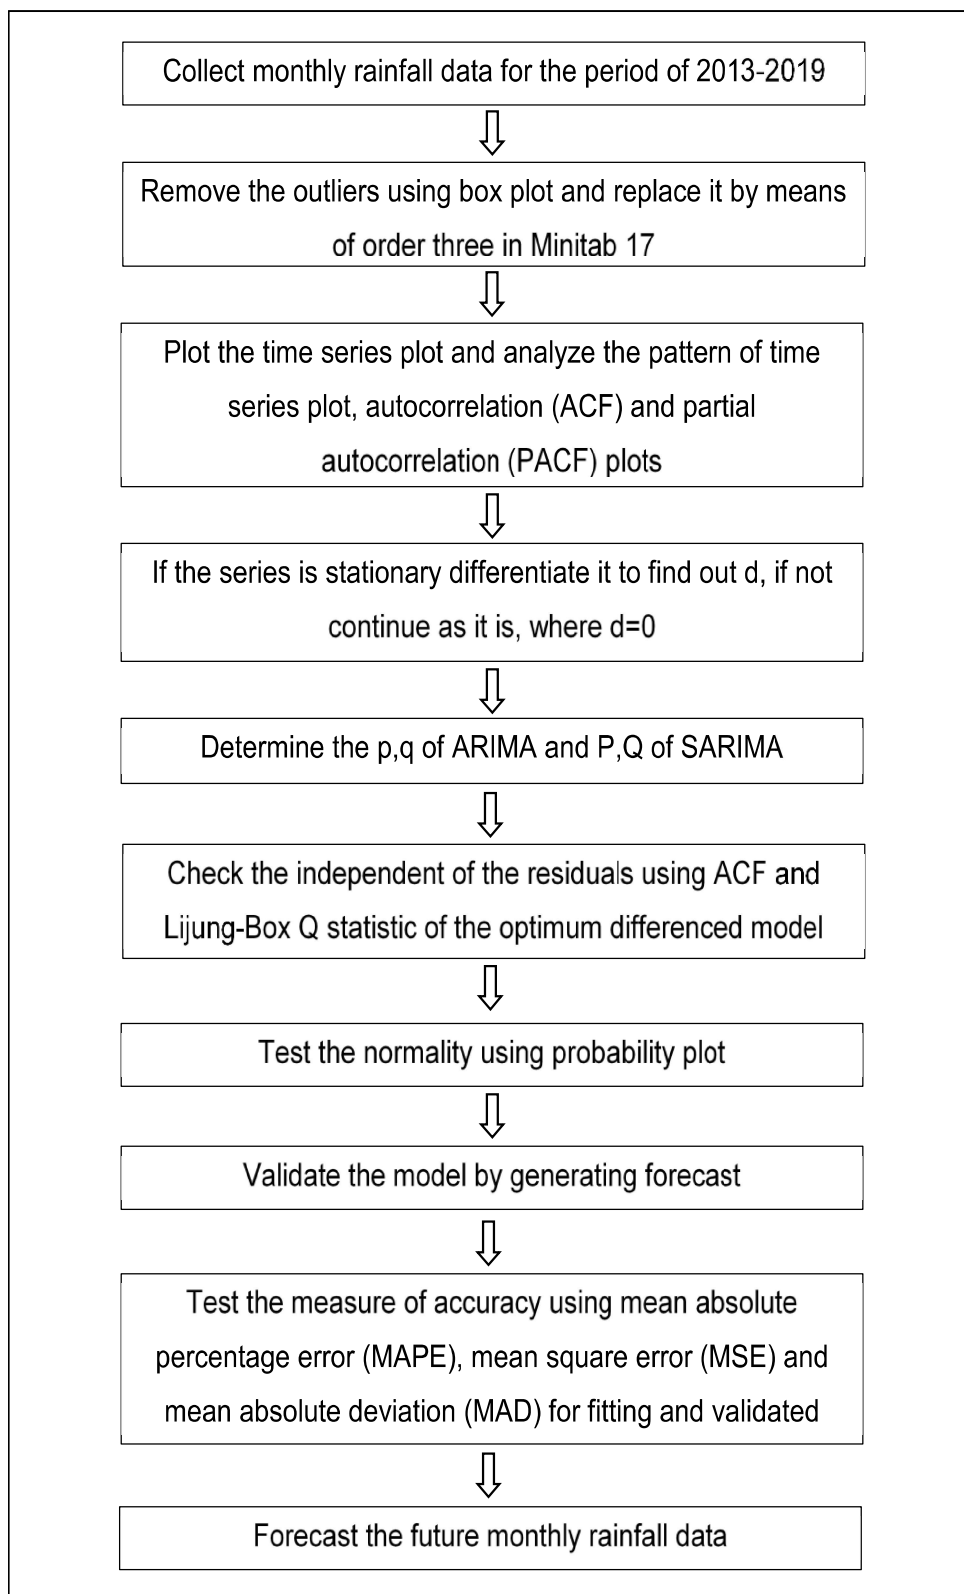 Collect monthly rainfall data for the period of 2013-2019
Remove the outliers using box plot and replace it by means
of order three in Minitab 17
Plot the time series plot and analyze the pattern of time
series plot, autocorrelation (ACF) and partial
autocorrelation (PACF) plots
If the series is stationary differentiate it to find out d, if not
continue as it is, where d=0
Determine the p,q of ARIMA and P,Q of SARIMA
Check the independent of the residuals using ACF and
Lijung-Box Q statistic of the optimum differenced model
Test the normality using probability plot
Validate the model by generating forecast
Test the measure of accuracy using mean absolute
percentage error (MAPE), mean square error (MSE) and
mean absolute deviation (MAD) for fitting and validated
Forecast the future monthly rainfall data